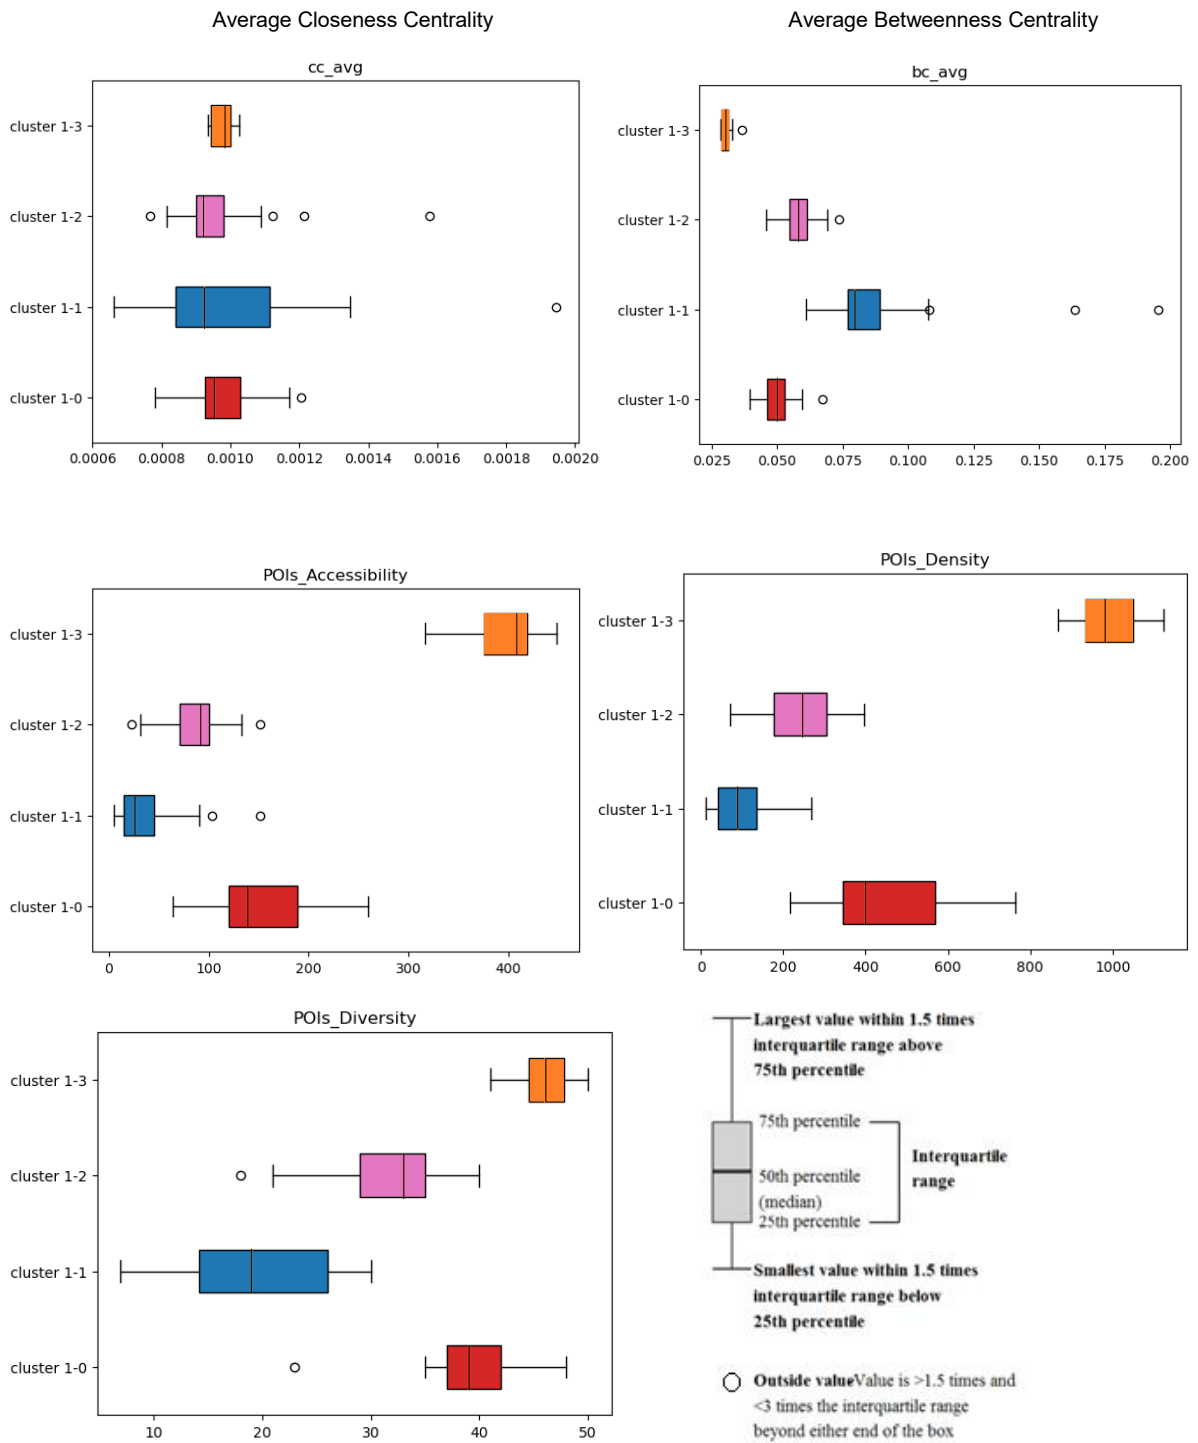 Average Closeness Centrality
Average Betweenness Centrality
cc_avg
cluster 1-3
cluster 1-2
cluster 1-1
cluster 1-0
0.0006 0.0008 0.0010 0.0012 0.0014 0.0016 0.0018 0.0020
bc_avg
cluster 1-3
cluster 1-2
cluster 1-1
cluster 1-0
0.025 0.050 0.075 0.100 0.125 0.150 0.175 0.200
POIs_Accessibility
cluster 1-3
cluster 1-2
cluster 1-1
cluster 1-0
0 100 200 300 400
POIs_Density
cluster 1-3
cluster 1-2
cluster 1-1
cluster 1-0
0 200 400 600 800 1000
POIs_Diversity
cluster 1-3
cluster 1-2
cluster 1-1
cluster 1-0
10 20 30 40 50
Largest value within 1.5 times
interquartile range above
75th percentile
75th percentile
Interquartile
range
50th percentile
(median)
25th percentile
Smallest value within 1.5 times
interquartile range below
25th percentile
Outside valueValue is >1.5 times and
<3 times the interquartile range
beyond either end of the box